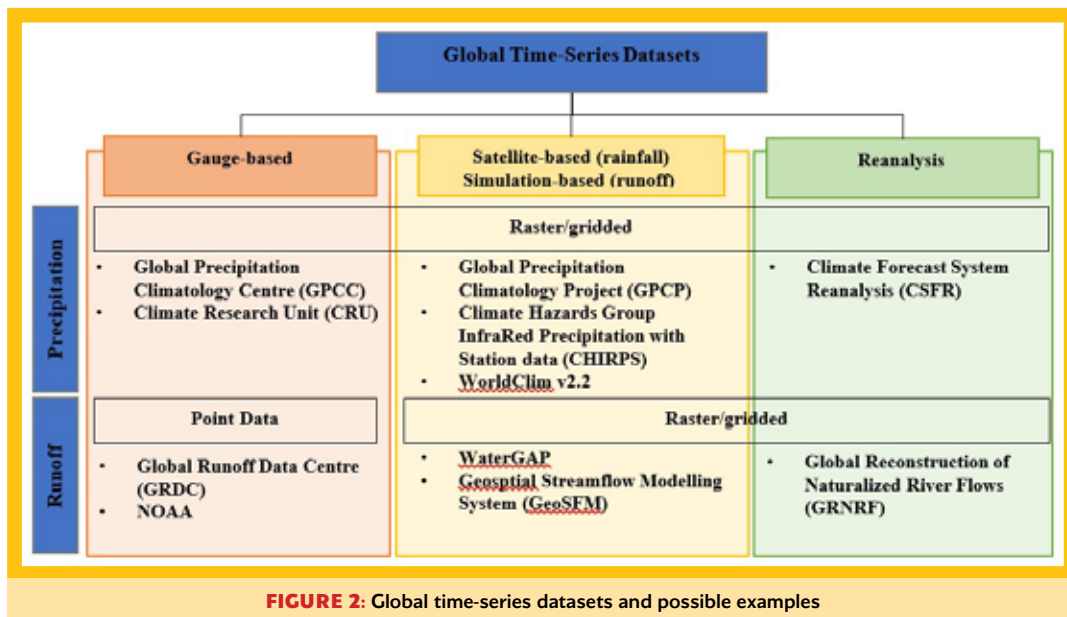 Global Time-Series Datasets
Gauge-based
Satellite-based (rainfall)
Simulation-based (runoff)
Reanalysis
Precipitation
Raster/gridded
• Global Precipitation
Climatology Centre (GPCC)
• Climate Research Unit (CRU)
• Global Precipitation
Climatology Project (GPCP)
• Climate Hazards Group
InfraRed Precipitation with
Station data (CHIRPS)
• WorldClim v2.2
• Climate Forecast System
Reanalysis (CSFR)
Runoff
Point Data
Raster/gridded
• Global Runoff Data Centre
(GRDC)
• NOAA
• WaterGAP
• Geosptial Streamflow Modelling
System (GeoSFM)
• Global Reconstruction of
Naturalized River Flows
(GRNRF)
FIGURE 2: Global time-series datasets and possible examples